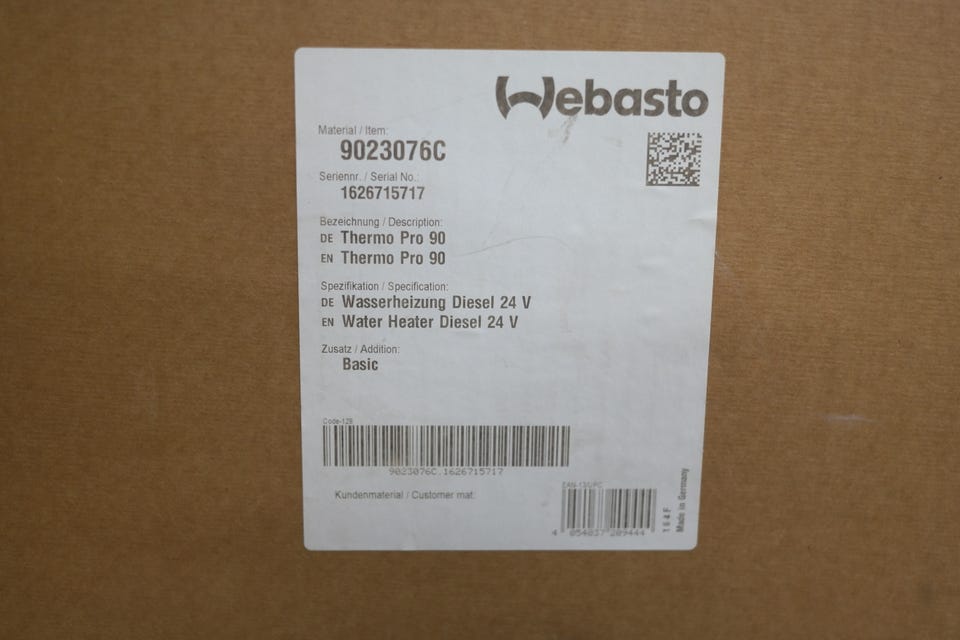 Webasto
Material / Item:
9023076C
Seriennr. / Serial No.:
1626715717
Bezeichnung / Description:
DE Thermo Pro 90
EN Thermo Pro 90
Spezifikation / Specification:
DE Wasserheizung Diesel 24 V
EN Water Heater Diesel 24 V
Zusatz / Addition:
Basic
Code-128
9023076C.1626715717
Kundenmaterial / Customer mat.
EAN-13/UPC
4 054037 209444
164F
Made in Germany